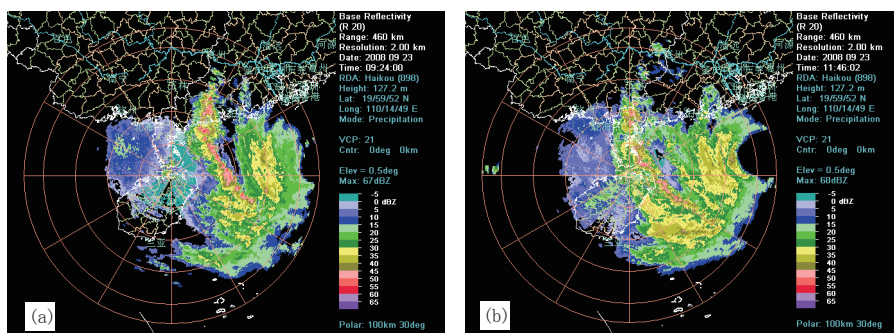 Base Reflectivity
(R 20)
Range: 460 km
Resolution: 2.00 km
Date: 2008 09 23
Time: 09:24:00
RDA: Haikou (898)
Height: 127.2 m
Lat: 19/59/52 N
Long: 110/14/49 E
Mode: Precipitation
VCP: 21
Cntr: 0deg 0km
Elev = 0.5deg
Max: 67dBZ
-5
0 dBZ
5
10
15
20
25
30
35
40
45
50
55
60
65
Polar: 100km 30deg
(a)
Base Reflectivity
(R 20)
Range: 460 km
Resolution: 2.00 km
Date: 2008 09 23
Time: 11:46:02
RDA: Haikou (898)
Height: 127.2 m
Lat: 19/59/52 N
Long: 110/14/49 E
Mode: Precipitation
VCP: 21
Cntr: 0deg 0km
Elev = 0.5deg
Max: 68dBZ
-5
0 dBZ
5
10
15
20
25
30
35
40
45
50
55
60
65
Polar: 100km 30deg
(b)